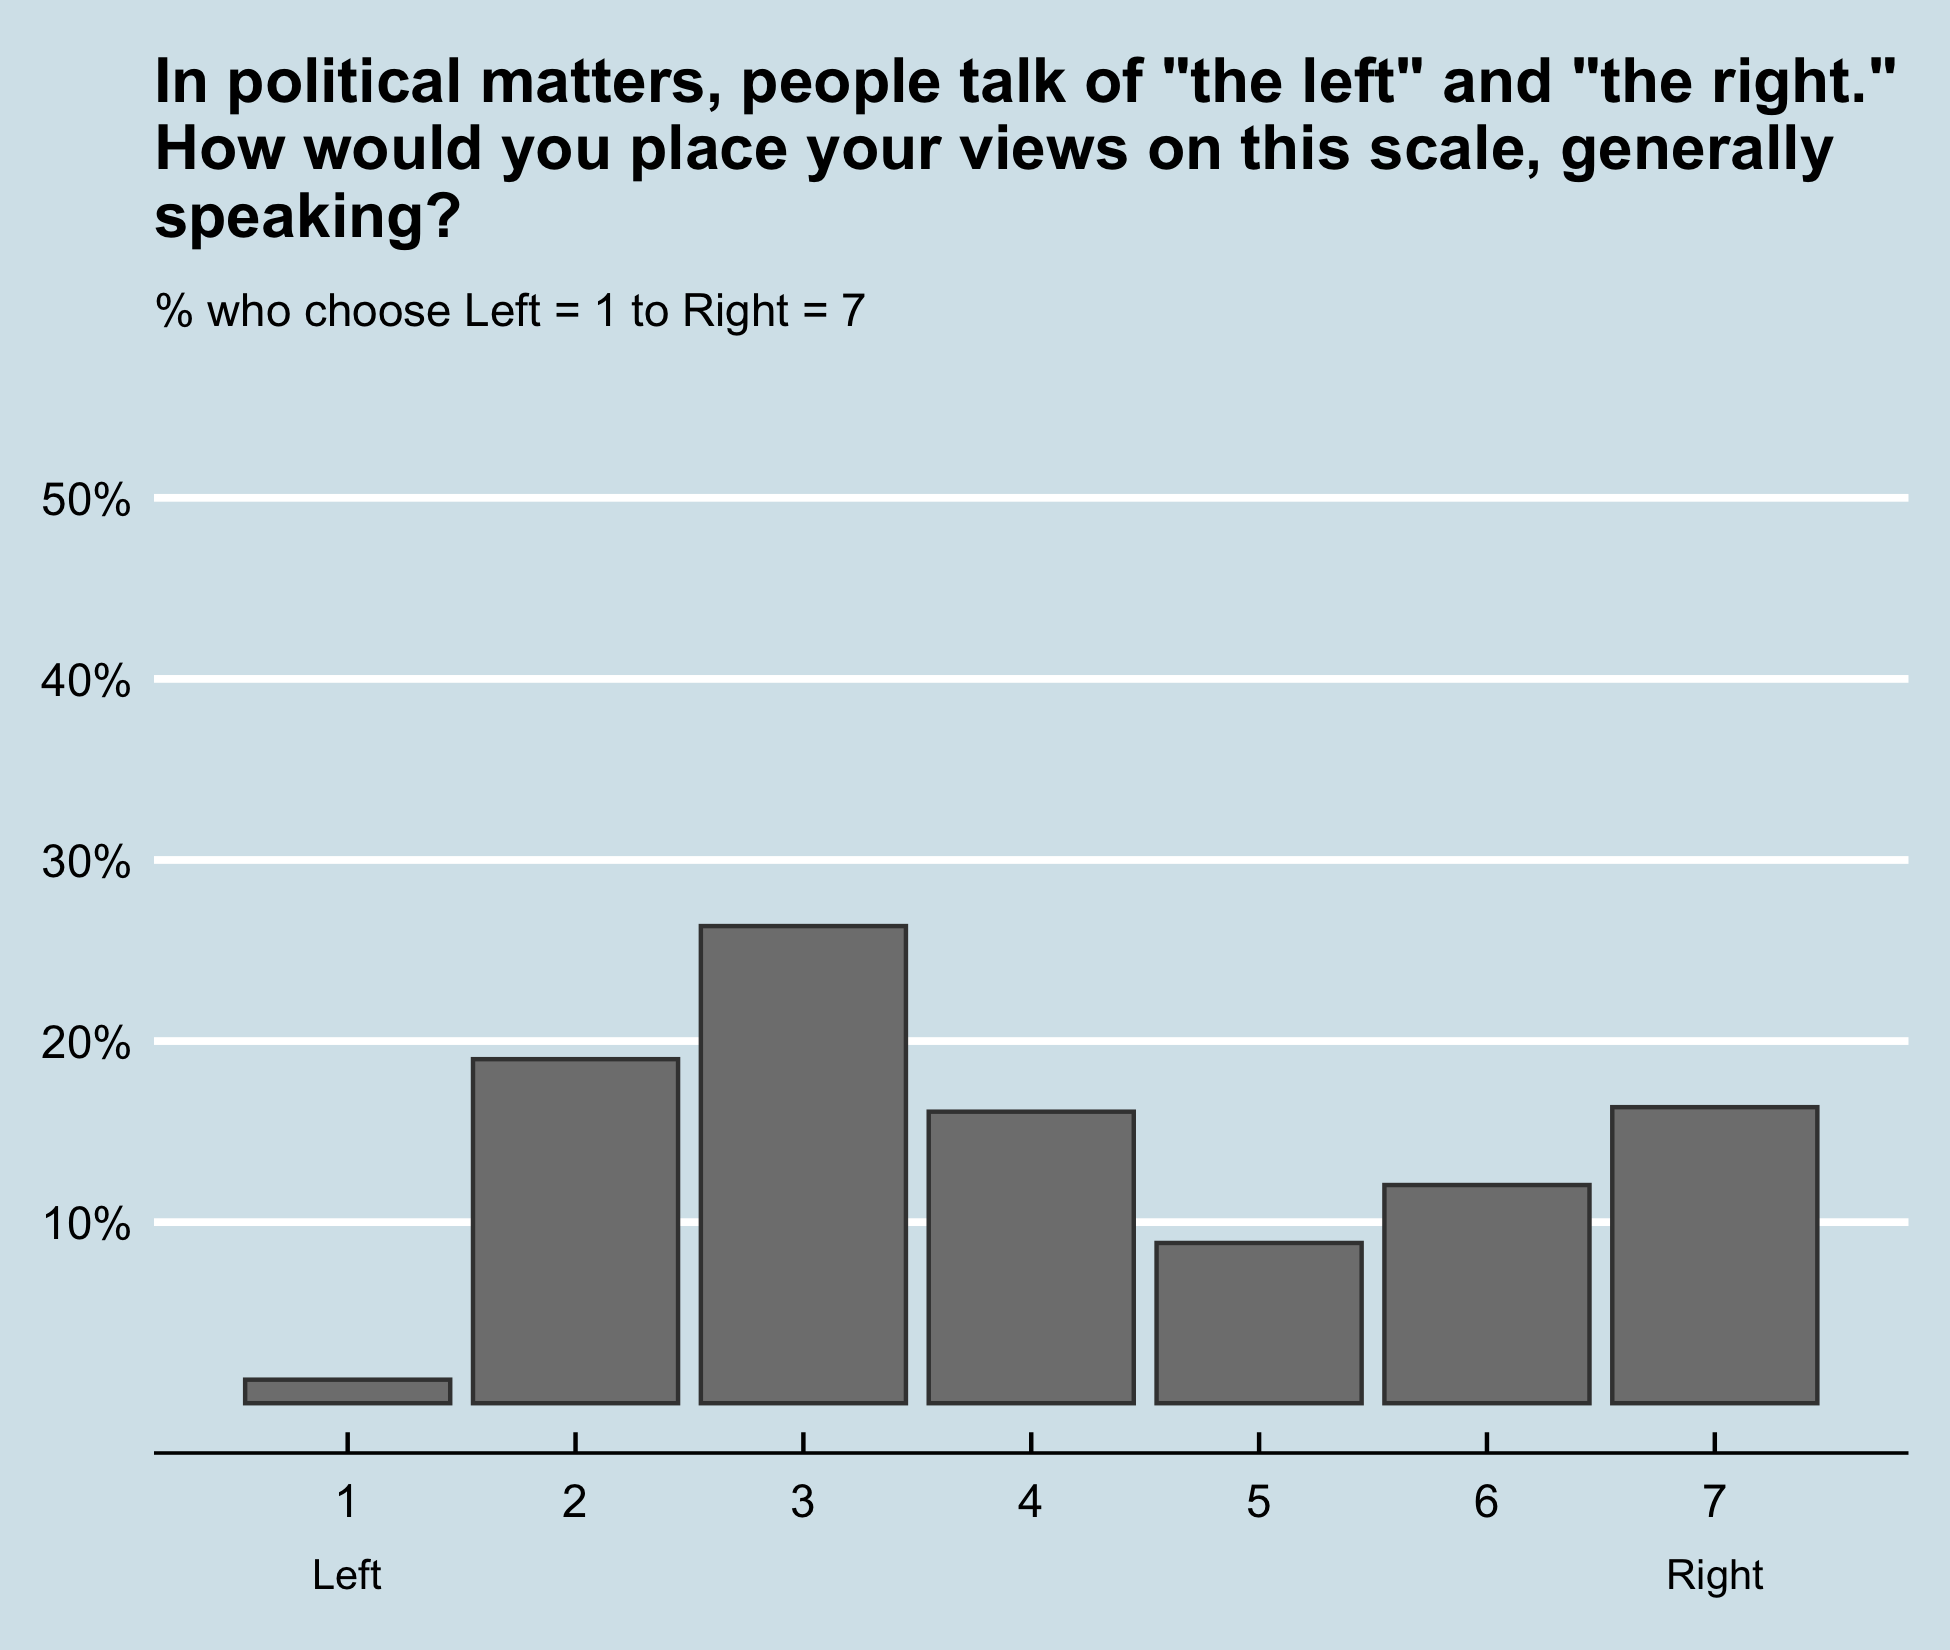 In political matters, people talk of "the left" and "the right."
How would you place your views on this scale, generally
speaking?
% who choose Left = 1 to Right = 7
50%
40%
30%
20%
10%
1 2 3 4 5 6 7
Left Right